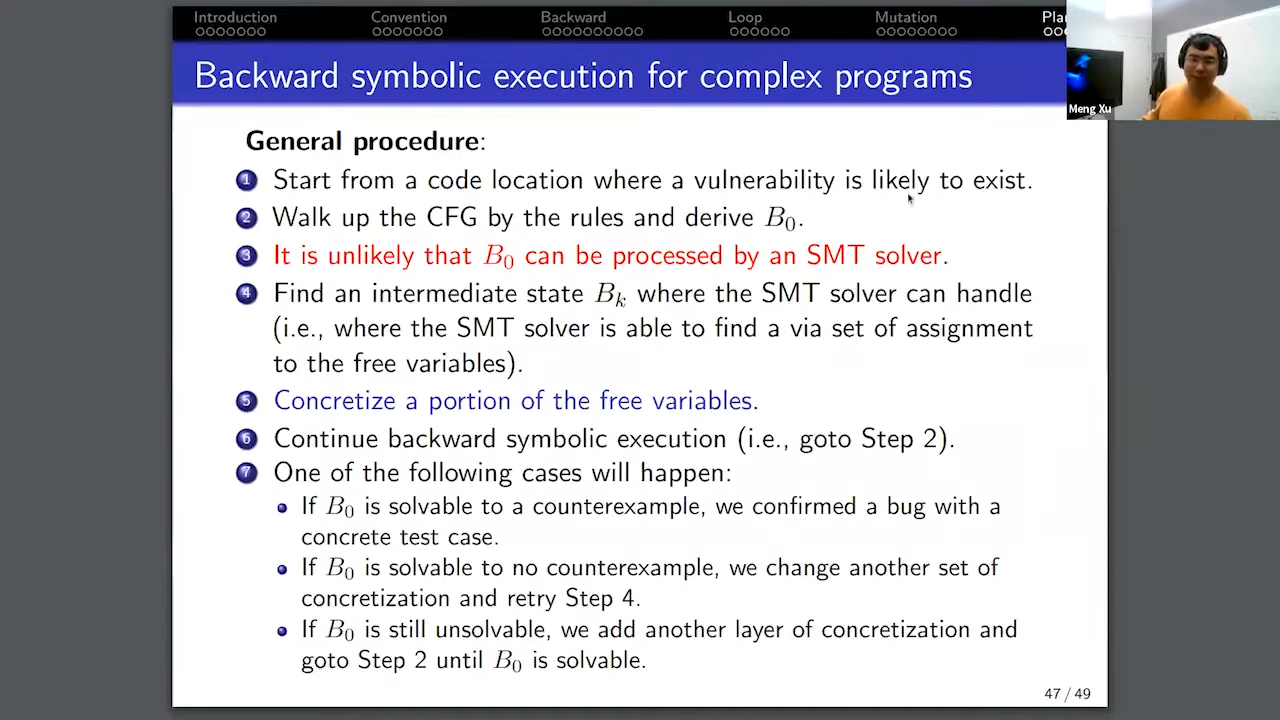 Introduction Convention Backward Loop Mutation Pla
Backward symbolic execution for complex programs
Meng Xu
General procedure:
1 Start from a code location where a vulnerability is likely to exist.
2 Walk up the CFG by the rules and derive B₀.
3 It is unlikely that B₀ can be processed by an SMT solver.
4 Find an intermediate state Bₖ where the SMT solver can handle
(i.e., where the SMT solver is able to find a via set of assignment
to the free variables).
5 Concretize a portion of the free variables.
6 Continue backward symbolic execution (i.e., goto Step 2).
7 One of the following cases will happen:
If B₀ is solvable to a counterexample, we confirmed a bug with a
concrete test case.
If B₀ is solvable to no counterexample, we change another set of
concretization and retry Step 4.
If B₀ is still unsolvable, we add another layer of concretization and
goto Step 2 until B₀ is solvable.
47 / 49